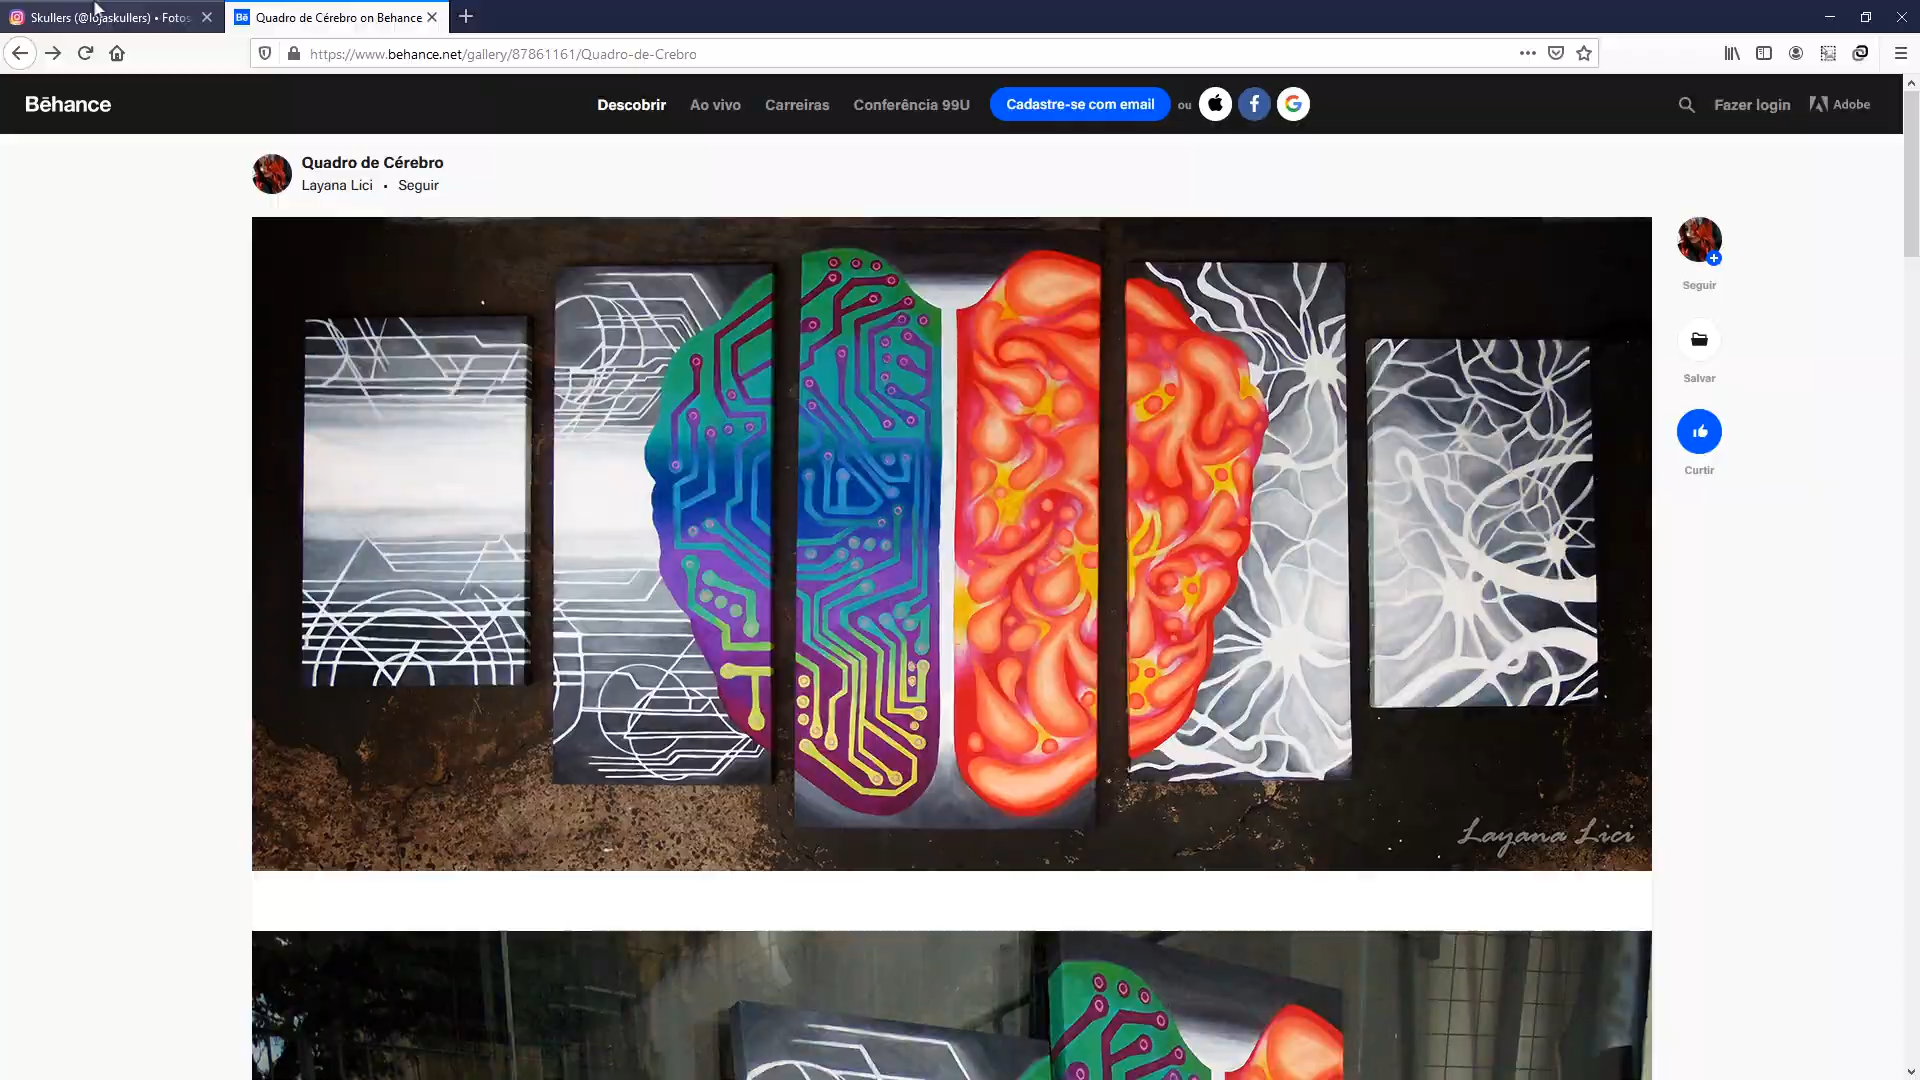 Skullers (@lojaskullers) • Fotos
Bē Quadro de Cérebro on Behance
https://www.behance.net/gallery/87861161/Quadro-de-Crebro
Bēhance
Descobrir
Ao vivo
Carreiras
Conferência 99U
Cadastre-se com email
ou
Fazer login
Adobe
Quadro de Cérebro
Layana Lici • Seguir
Seguir
Salvar
Curtir
Layana Lici